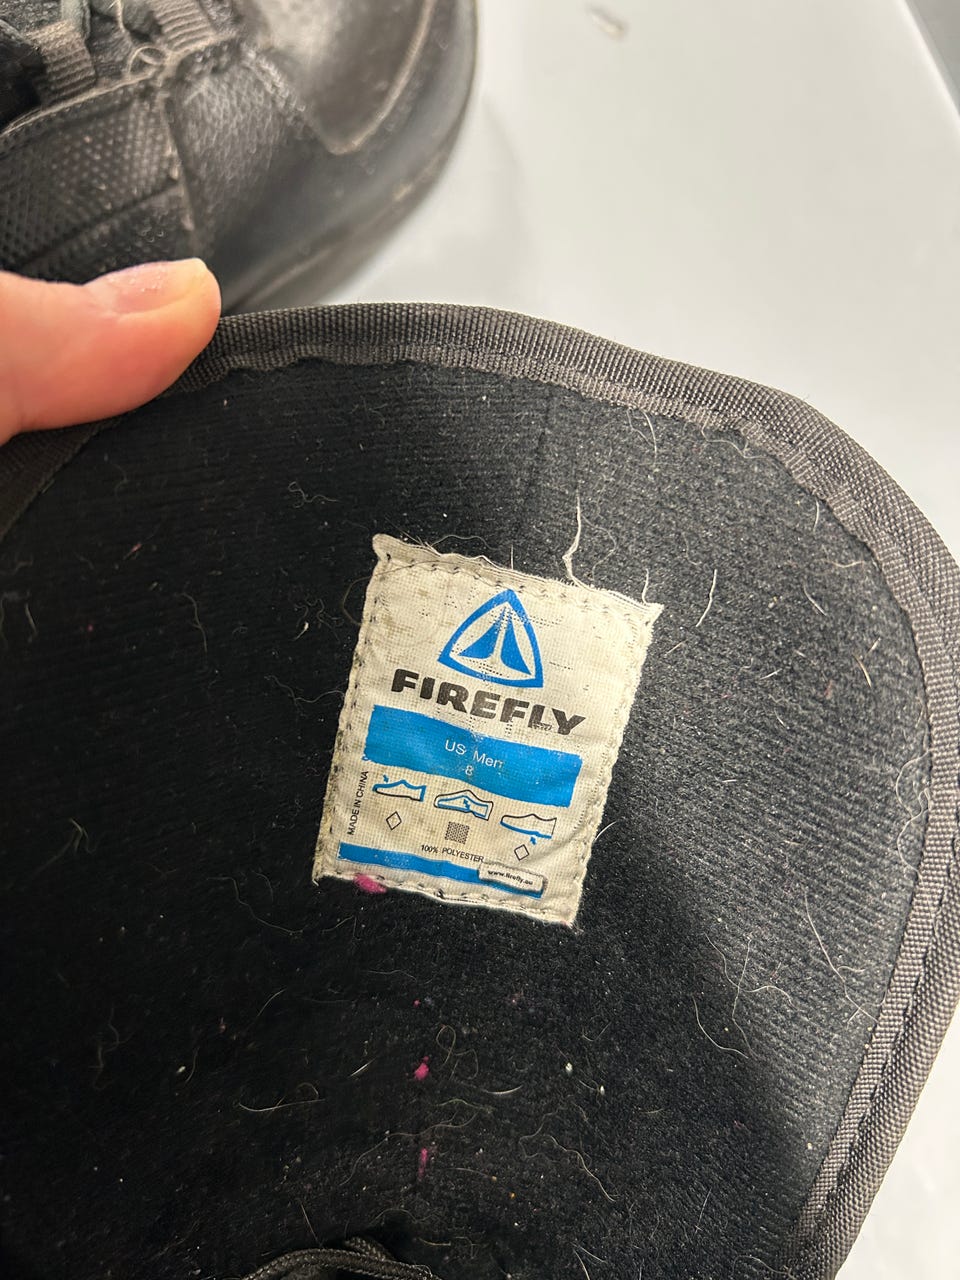 FIREFLY
US Men
8
MADE IN CHINA
100% POLYESTER
www.firefly.eu